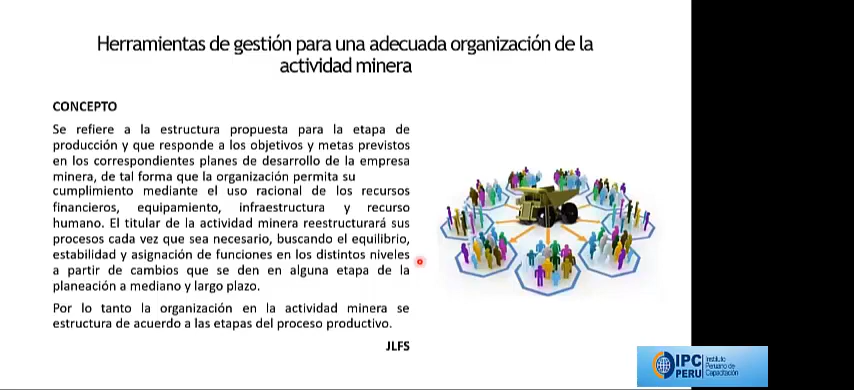 Herramientas de gestión para una adecuada organización de la
actividad minera
CONCEPTO
Se refiere a la estructura propuesta para la etapa de
producción y que responde a los objetivos y metas previstos
en los correspondientes planes de desarrollo de la empresa
minera, de tal forma que la organización permita su
cumplimiento mediante el uso racional de los recursos
financieros, equipamiento, infraestructura y recurso
humano. El titular de la actividad minera reestructurará sus
procesos cada vez que sea necesario, buscando el equilibrio,
estabilidad y asignación de funciones en los distintos niveles
a partir de cambios que se den en alguna etapa de la
planeación a mediano y largo plazo.
Por lo tanto la organización en la actividad minera se
estructura de acuerdo a las etapas del proceso productivo.
JLFS
IPC
PERU
Instituto
Peruano de
Capacitación